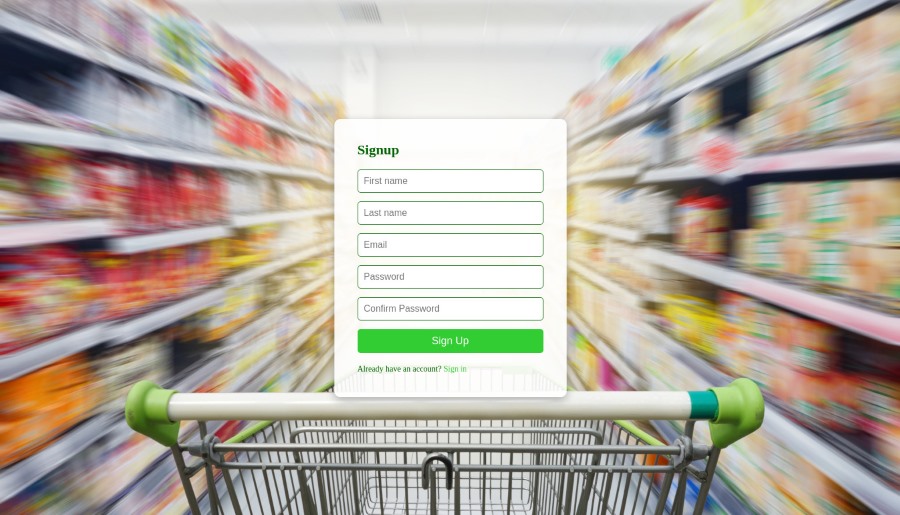 Signup
First name
Last name
Email
Password
Confirm Password
Sign Up
Already have an account? Sign in